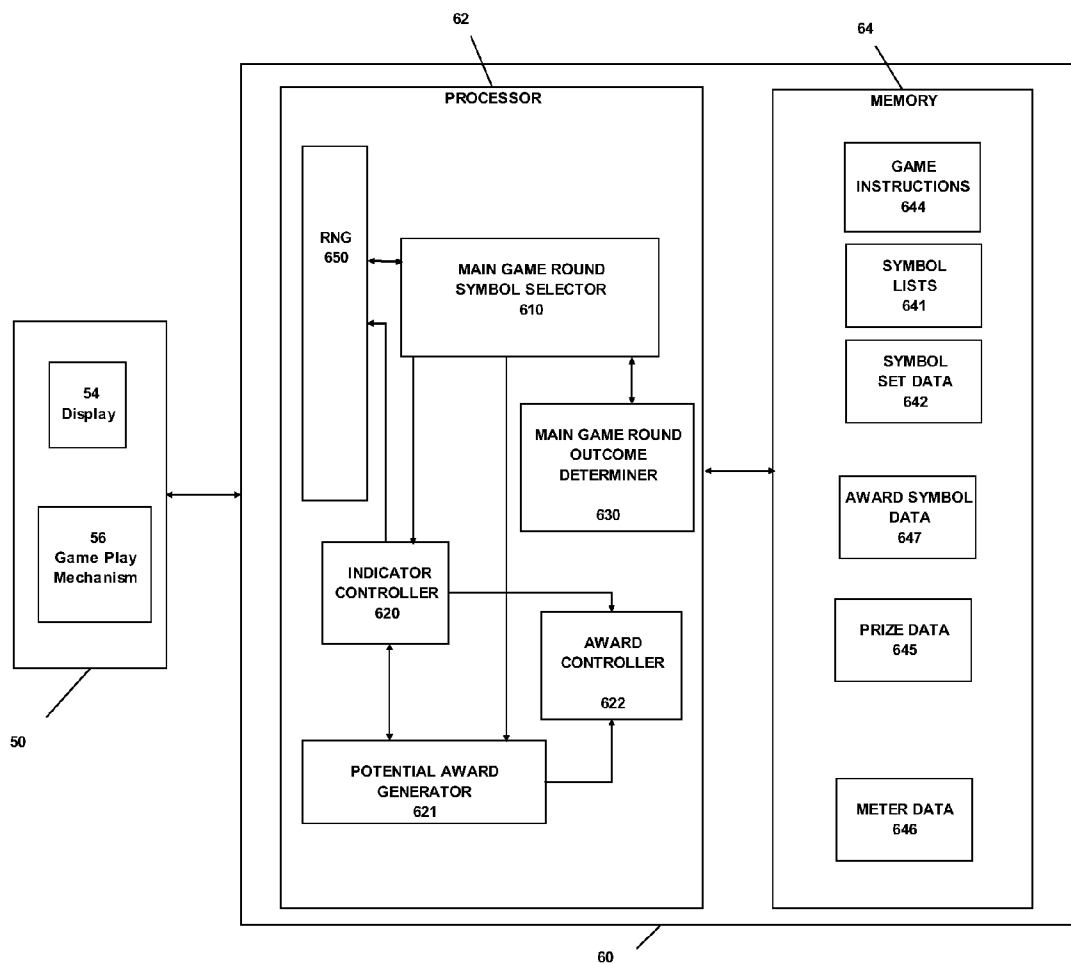 62
64
PROCESSOR
MEMORY
GAME
INSTRUCTIONS
644
RNG
650
MAIN GAME ROUND
SYMBOL SELECTOR
610
SYMBOL
LISTS
641
SYMBOL
SET DATA
642
54
Display
MAIN GAME ROUND
OUTCOME
DETERMINER
630
AWARD SYMBOL
DATA
647
56
Game Play
Mechanism
INDICATOR
CONTROLLER
620
AWARD
CONTROLLER
622
PRIZE DATA
645
50
POTENTIAL AWARD
GENERATOR
621
METER DATA
646
60